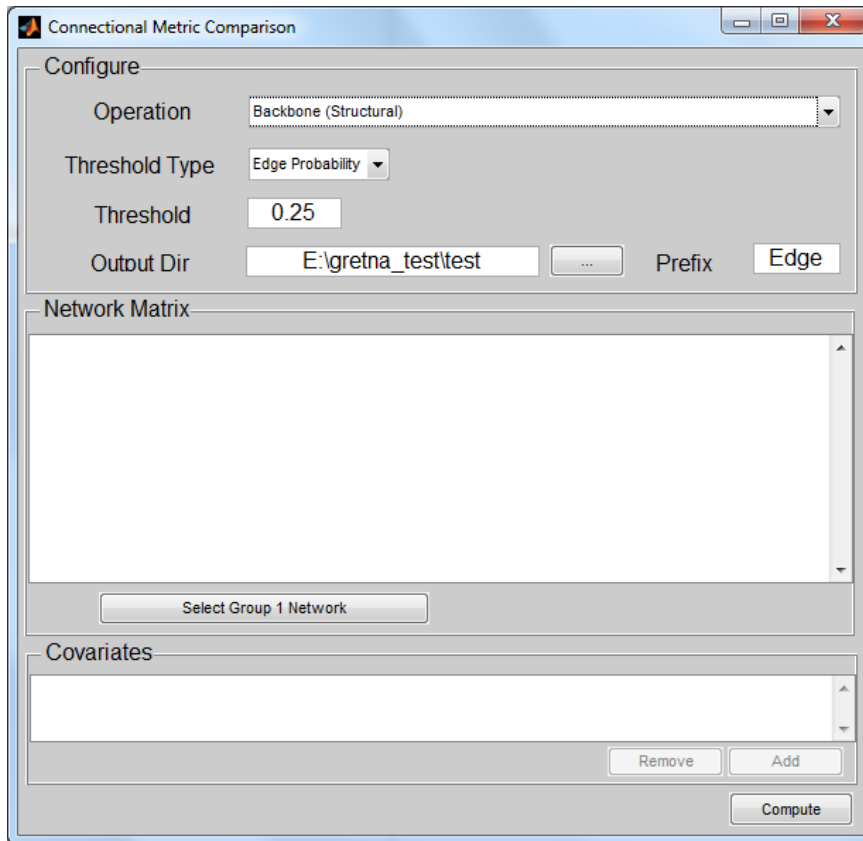 Connectional Metric Comparison
Configure
Operation Backbone (Structural)
Threshold Type Edge Probability
Threshold 0.25
Output Dir E:\gretna_test\test ... Prefix Edge
Network Matrix
Select Group 1 Network
Covariates
Remove Add
Compute